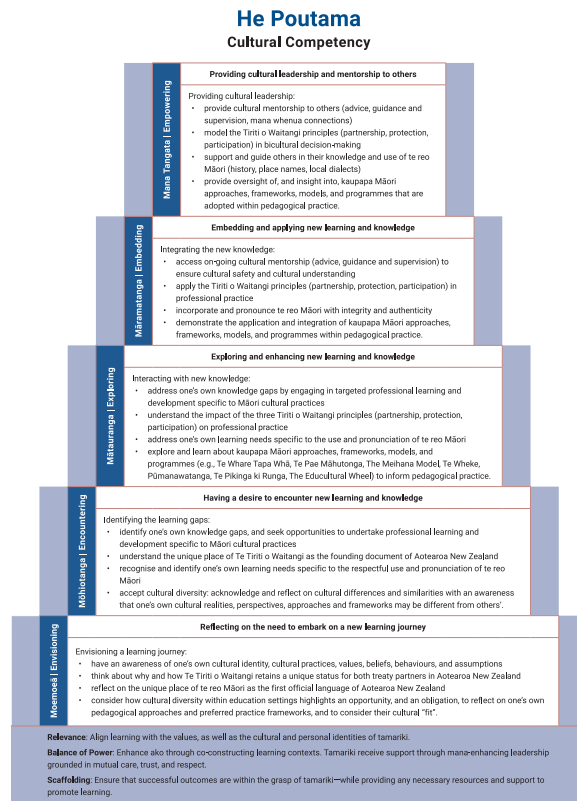 He Poutama
Cultural Competency
Mana Tangata | Empowering
Providing cultural leadership and mentorship to others
Providing cultural leadership:
• provide cultural mentorship to others (advice, guidance and
supervision, mana whenua connections)
• model the Tiriti o Waitangi principles (partnership, protection,
participation) in bicultural decision-making
• support and guide others in their knowledge and use of te reo
Māori (history, place names, local dialects)
• provide oversight of, and insight into, kaupapa Māori
approaches, frameworks, models, and programmes that are
adopted within pedagogical practice.
Māramatanga | Embedding
Embedding and applying new learning and knowledge
Integrating the new knowledge:
• access on-going cultural mentorship (advice, guidance and supervision) to
ensure cultural safety and cultural understanding
• apply the Tiriti o Waitangi principles (partnership, protection, participation) in
professional practice
• incorporate and pronounce te reo Māori with integrity and authenticity
• demonstrate the application and integration of kaupapa Māori approaches,
frameworks, models, and programmes within pedagogical practice.
Mātauranga | Exploring
Exploring and enhancing new learning and knowledge
Interacting with new knowledge:
• address one's own knowledge gaps by engaging in targeted professional learning and
development specific to Māori cultural practices
• understand the impact of the three Tiriti o Waitangi principles (partnership, protection,
participation) on professional practice
• address one's own learning needs specific to the use and pronunciation of te reo Māori
• explore and learn about kaupapa Māori approaches, frameworks, models, and
programmes (e.g., Te Whare Tapa Whā, Te Pae Māhutonga, The Meihana Model, Te Wheke,
Pūmanawatanga, Te Pikinga ki Runga, The Educultural Wheel) to inform pedagogical practice.
Mōhiotanga | Encountering
Having a desire to encounter new learning and knowledge
Identifying the learning gaps:
• identify one's own knowledge gaps, and seek opportunities to undertake professional learning and
development specific to Māori cultural practices
• understand the unique place of Te Tiriti o Waitangi as the founding document of Aotearoa New Zealand
• recognise and identify one's own learning needs specific to the respectful use and pronunciation of te reo
Māori
• accept cultural diversity: acknowledge and reflect on cultural differences and similarities with an awareness
that one's own cultural realities, perspectives, approaches and frameworks may be different from others'.
Moemoeā | Envisioning
Reflecting on the need to embark on a new learning journey
Envisioning a learning journey:
• have an awareness of one's own cultural identity, cultural practices, values, beliefs, behaviours, and assumptions
• think about why and how Te Tiriti o Waitangi retains a unique status for both treaty partners in Aotearoa New Zealand
• reflect on the unique place of te reo Māori as the first official language of Aotearoa New Zealand
• consider how cultural diversity within education settings highlights an opportunity, and an obligation, to reflect on one's own
pedagogical approaches and preferred practice frameworks, and to consider their cultural "fit".
Relevance: Align learning with the values, as well as the cultural and personal identities of tamariki.
Balance of Power: Enhance ako through co-constructing learning contexts. Tamariki receive support through mana-enhancing leadership
grounded in mutual care, trust, and respect.
Scaffolding: Ensure that successful outcomes are within the grasp of tamariki—while providing any necessary resources and support to
promote learning.